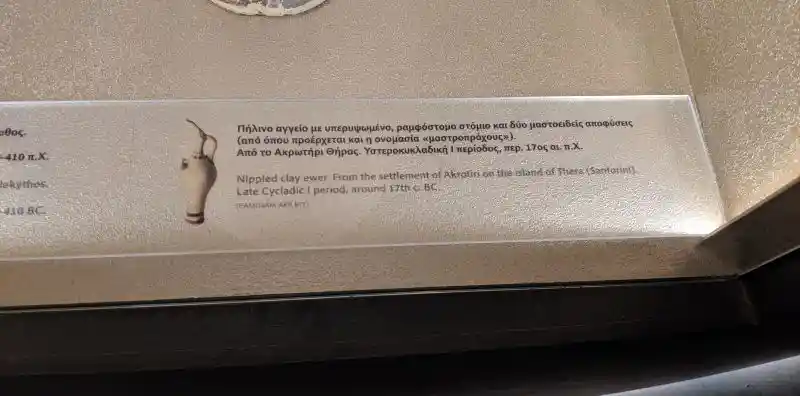 -410 π.Χ.
lekythos.
-410 BC.
Πήλινο αγγείο με υπερυψωμένο, ραμφόστομο στόμιο και δύο μαστοειδείς αποφύσεις
(από όπου προέρχεται και η ονομασία «μαστροπρόχους»).
Από το Ακρωτήρι Θήρας. Υστεροκυκλαδική Ι περίοδος, περ. 17ος αι. π.Χ.
Nippled clay ewer. From the settlement of Akrotiri on the island of Thera (Santorini).
Late Cycladic I period, around 17th c. BC.